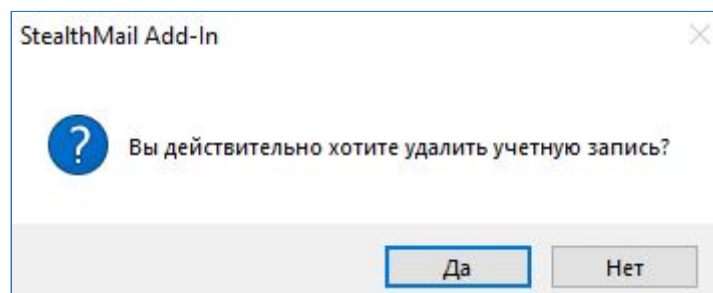 StealthMail Add-In
Вы действительно хотите удалить учетную запись?
Да
Нет